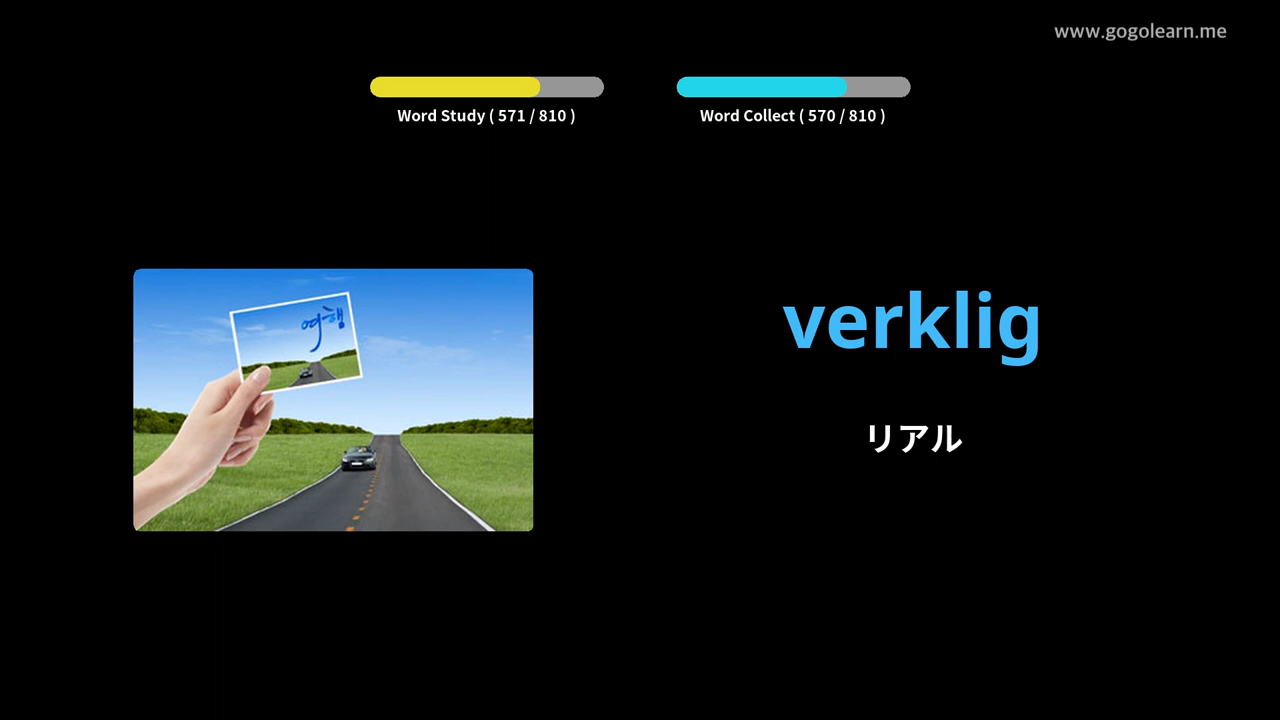 www.gogolearn.me
Word Study ( 571 / 810 )
Word Collect ( 570 / 810 )
여행
verklig
リアル